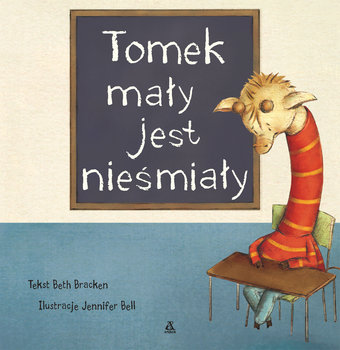 Tomek
mały
jest
nieśmiały
Tekst Beth Bracken
Ilustracje Jennifer Bell